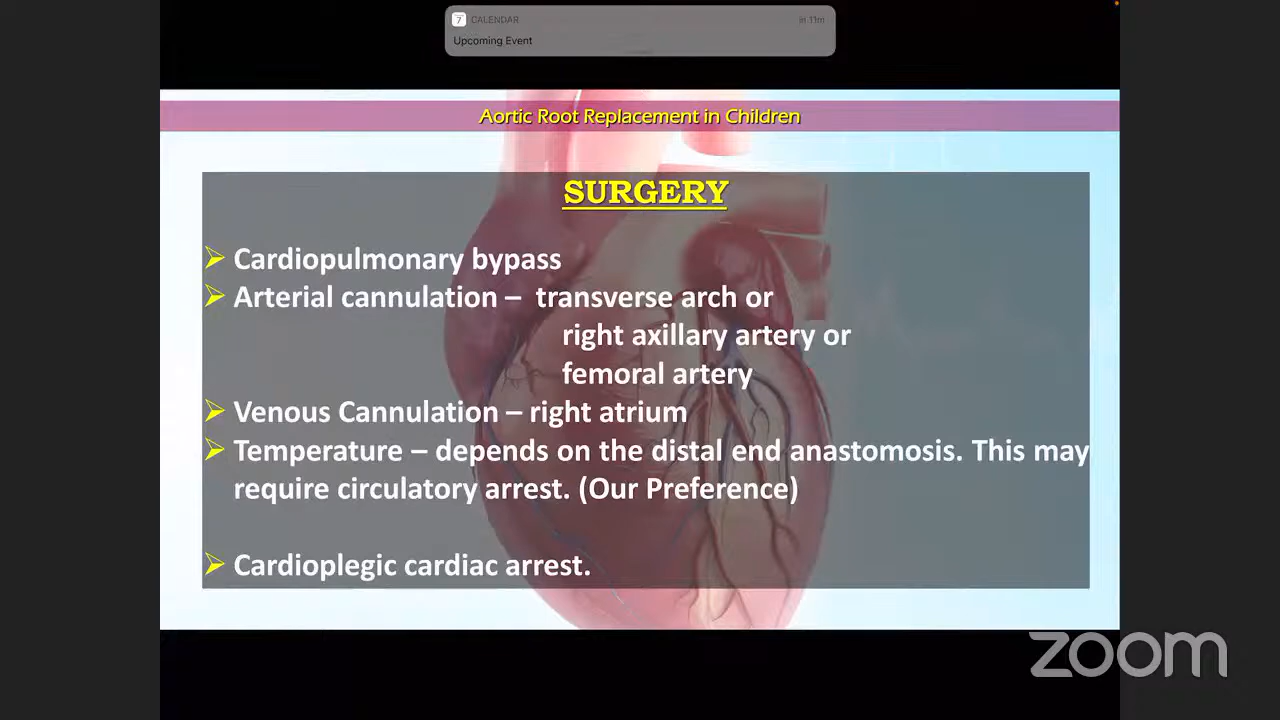 7 CALENDAR in 11m
Upcoming Event
Aortic Root Replacement in Children
SURGERY
Cardiopulmonary bypass
Arterial cannulation – transverse arch or
right axillary artery or
femoral artery
Venous Cannulation – right atrium
Temperature – depends on the distal end anastomosis. This may
require circulatory arrest. (Our Preference)
Cardioplegic cardiac arrest.
zoom